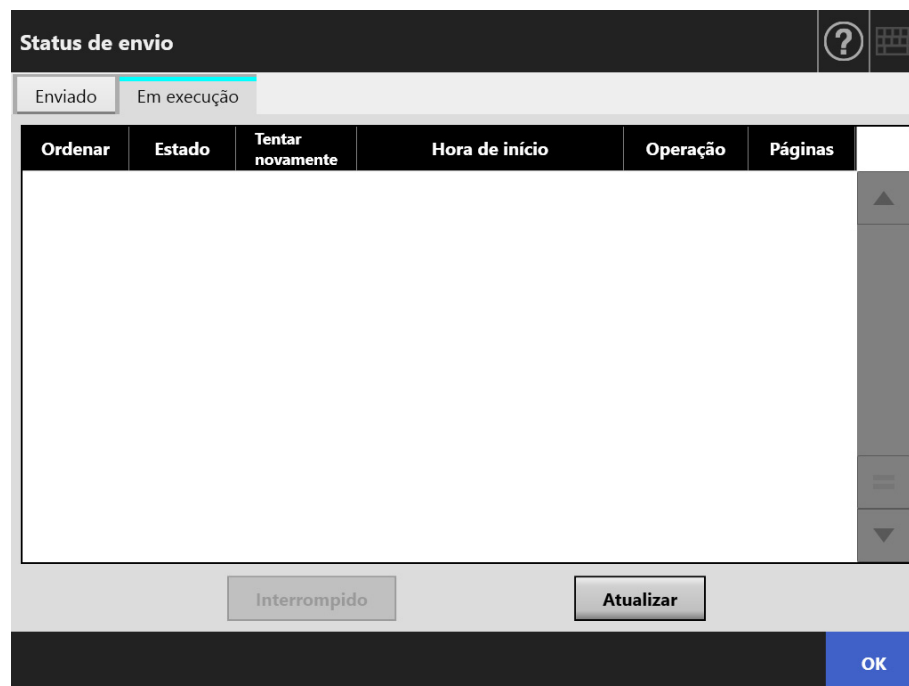 Status de envio
?
Enviado Em execução
Ordenar Estado Tentar novamente Hora de início Operação Páginas
Interrompido Atualizar
OK